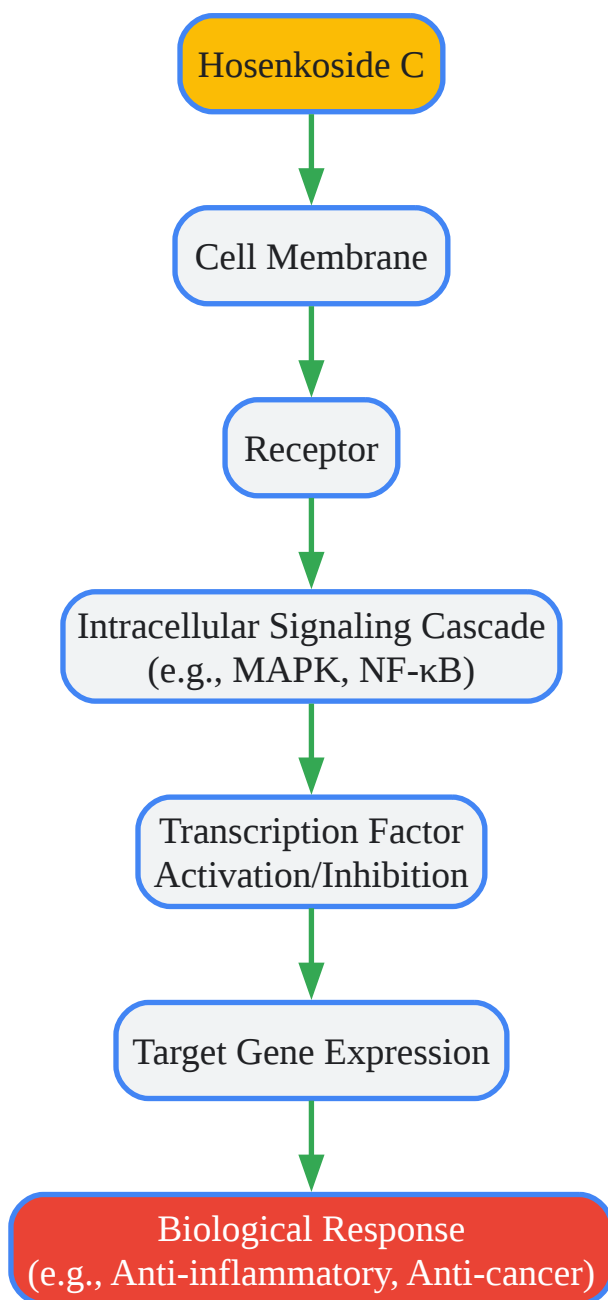 Hosenkoside C
Cell Membrane
Receptor
Intracellular Signaling Cascade
(e.g., MAPK, NF-κB)
Transcription Factor
Activation/Inhibition
Target Gene Expression
Biological Response
(e.g., Anti-inflammatory, Anti-cancer)